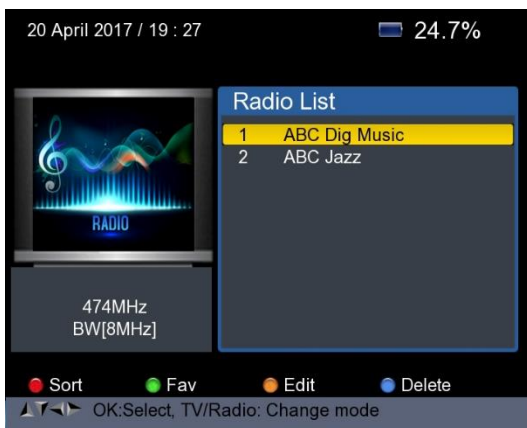 20 April 2017 / 19 : 27
24.7%
Radio List
1 ABC Dig Music
2 ABC Jazz
RADIO
474MHz
BW[8MHz]
Sort Fav Edit Delete
OK:Select, TV/Radio: Change mode